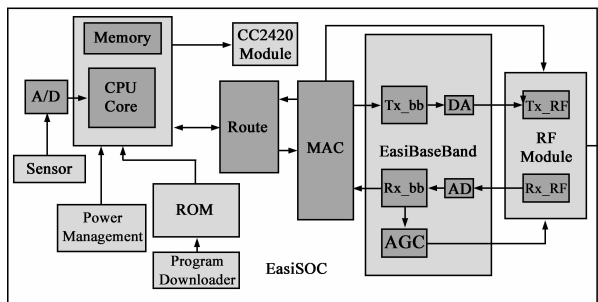 Memory
CPU
Core
A/D
Sensor
Power
Management
ROM
Program
Downloader
CC2420
Module
Route
MAC
EasiSOC
Tx_bb
DA
EasiBaseBand
Rx_bb
AD
AGC
Tx_RF
RF
Module
Rx_RF